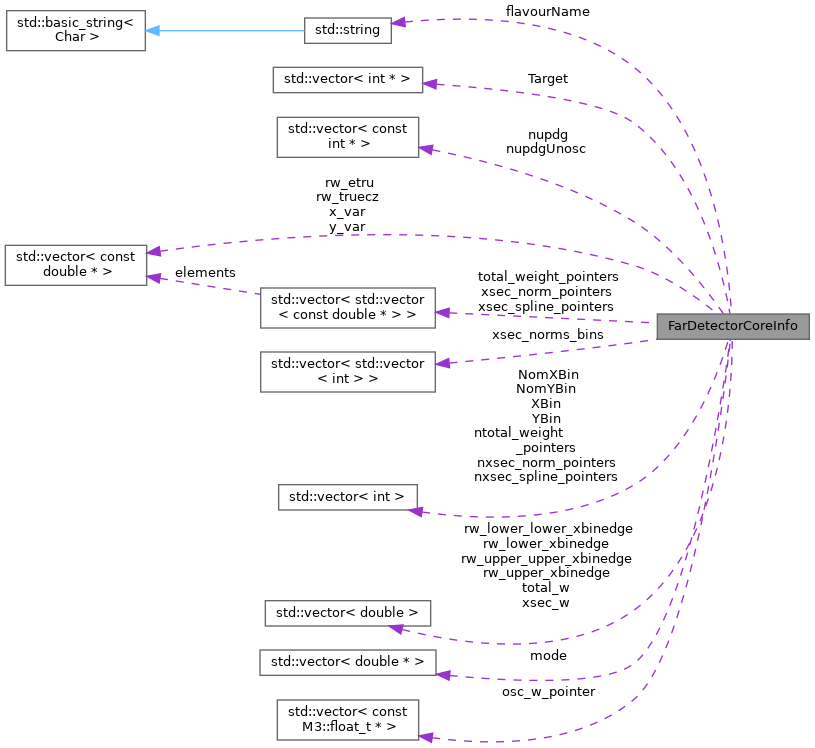 flavourName
std::basic_string<
Char >
std::string
std::vector< int * >
Target
std::vector< const
int * >
nupdg
nupdgUnosc
rw_etru
rw_truecz
x_var
y_var
std::vector< const
double * >
elements
std::vector< std::vector
< const double * > >
total_weight_pointers
xsec_norm_pointers
xsec_spline_pointers
FarDetectorCoreInfo
xsec_norms_bins
std::vector< std::vector
< int > >
NomXBin
NomYBin
XBin
YBin
ntotal_weight
_pointers
nxsec_norm_pointers
nxsec_spline_pointers
std::vector< int >
rw_lower_lower_xbinedge
rw_lower_xbinedge
rw_upper_upper_xbinedge
rw_upper_xbinedge
total_w
xsec_w
std::vector< double >
mode
std::vector< double * >
osc_w_pointer
std::vector< const
M3::float_t * >